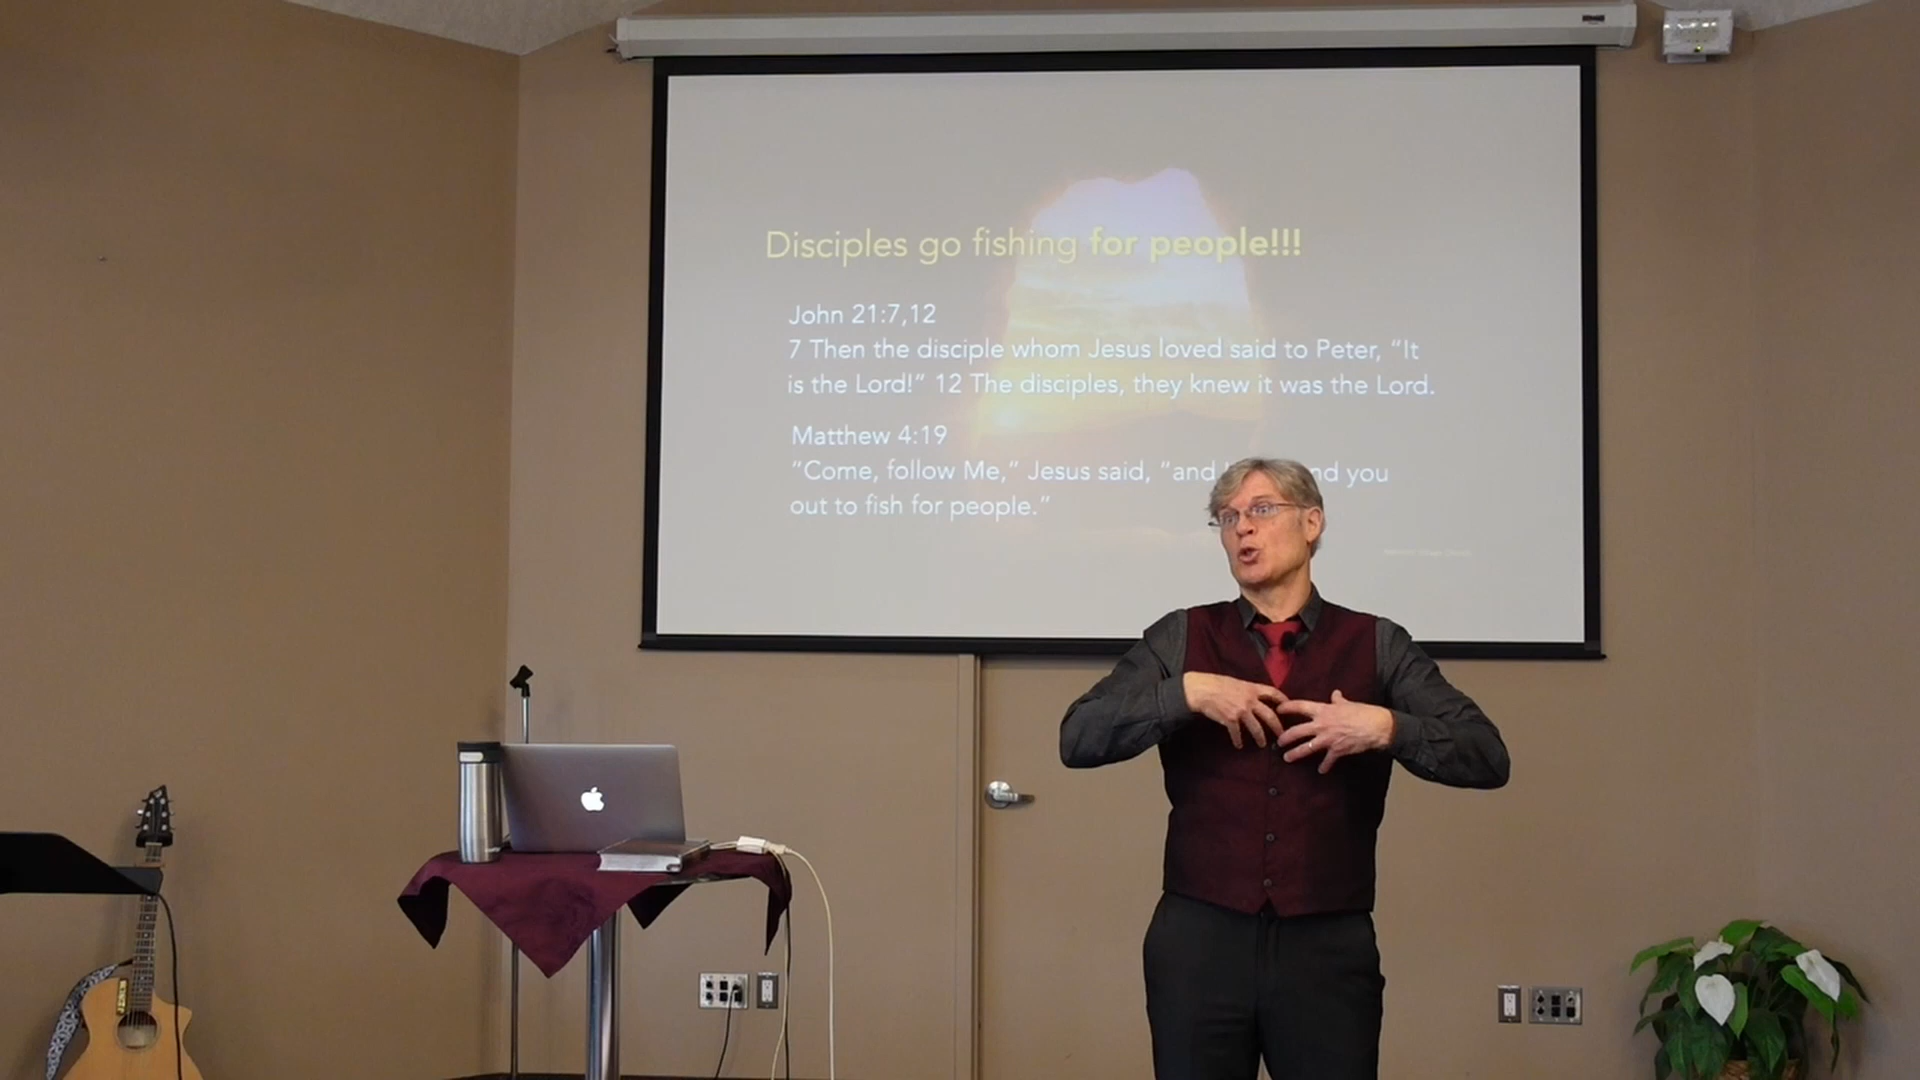 Disciples go fishing for people!!!
John 21:7,12
7 Then the disciple whom Jesus loved said to Peter, “It
is the Lord!” 12 The disciples, they knew it was the Lord.
Matthew 4:19
“Come, follow Me,” Jesus said, “and nd you
out to fish for people.”